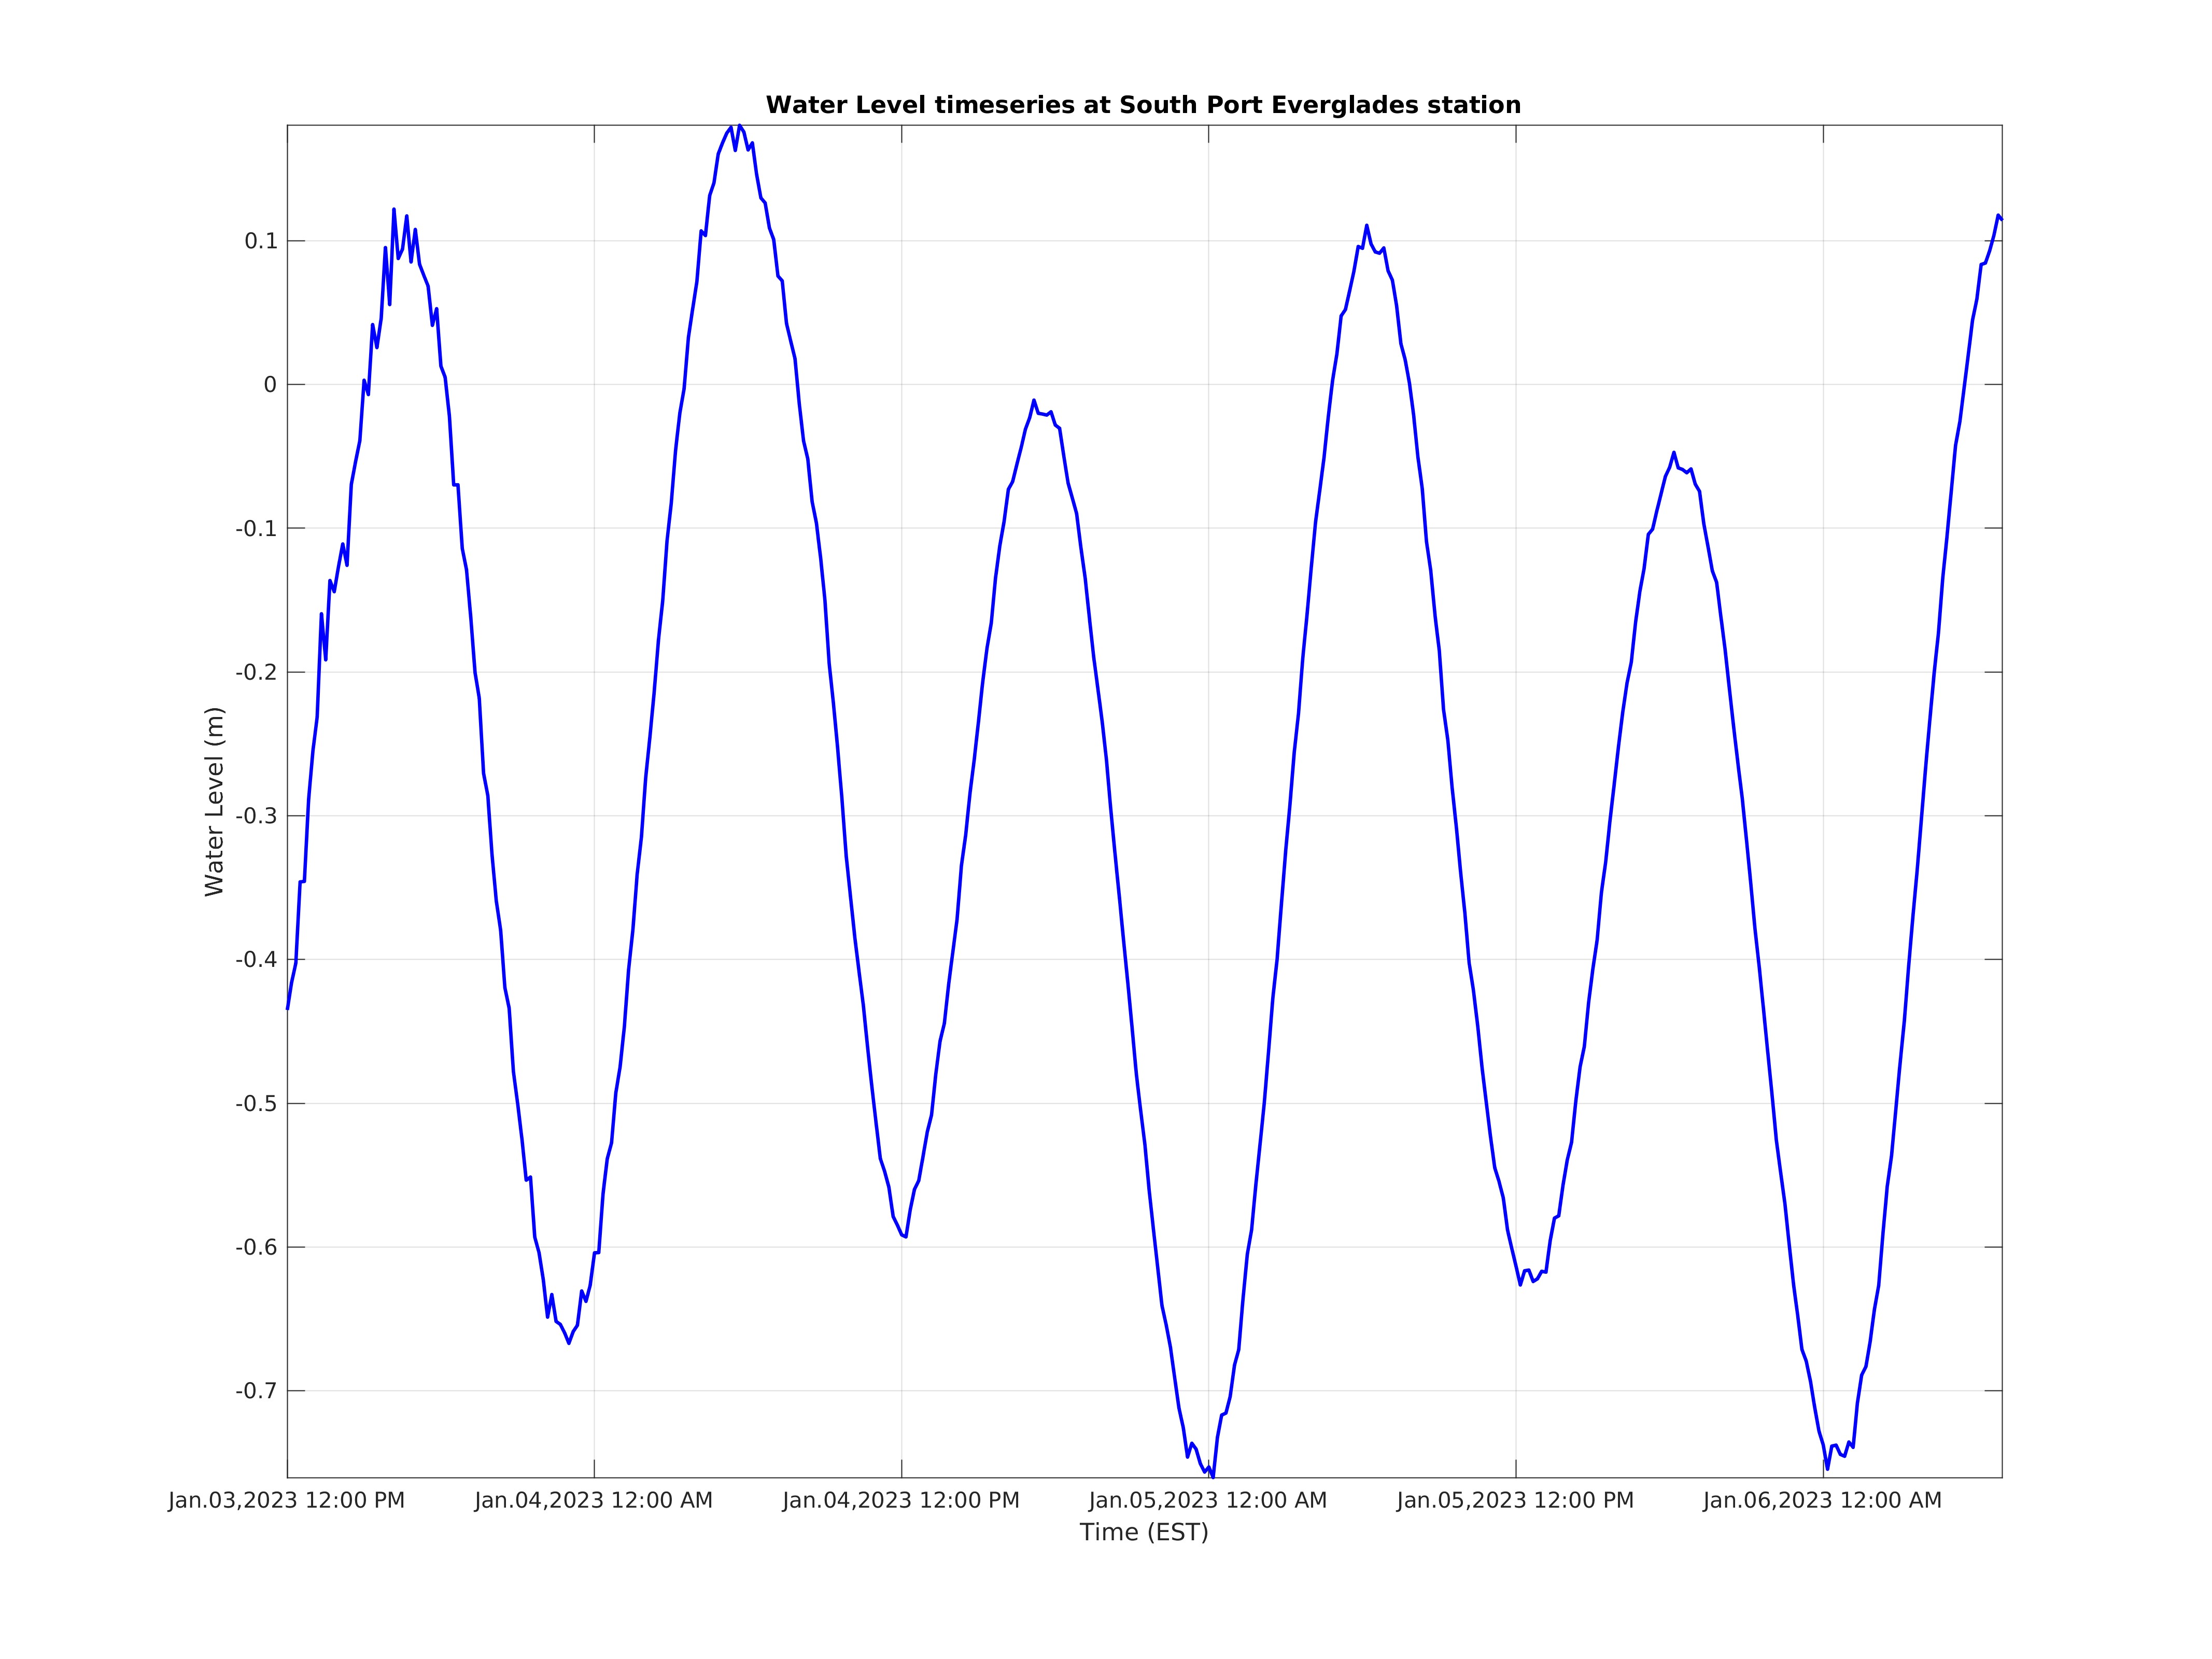 Water Level timeseries at South Port Everglades station
0.1
0
-0.1
-0.2
-0.3
-0.4
-0.5
-0.6
-0.7
Water Level (m)
Jan.03,2023 12:00 PM
Jan.04,2023 12:00 AM
Jan.04,2023 12:00 PM
Jan.05,2023 12:00 AM
Jan.05,2023 12:00 PM
Jan.06,2023 12:00 AM
Time (EST)